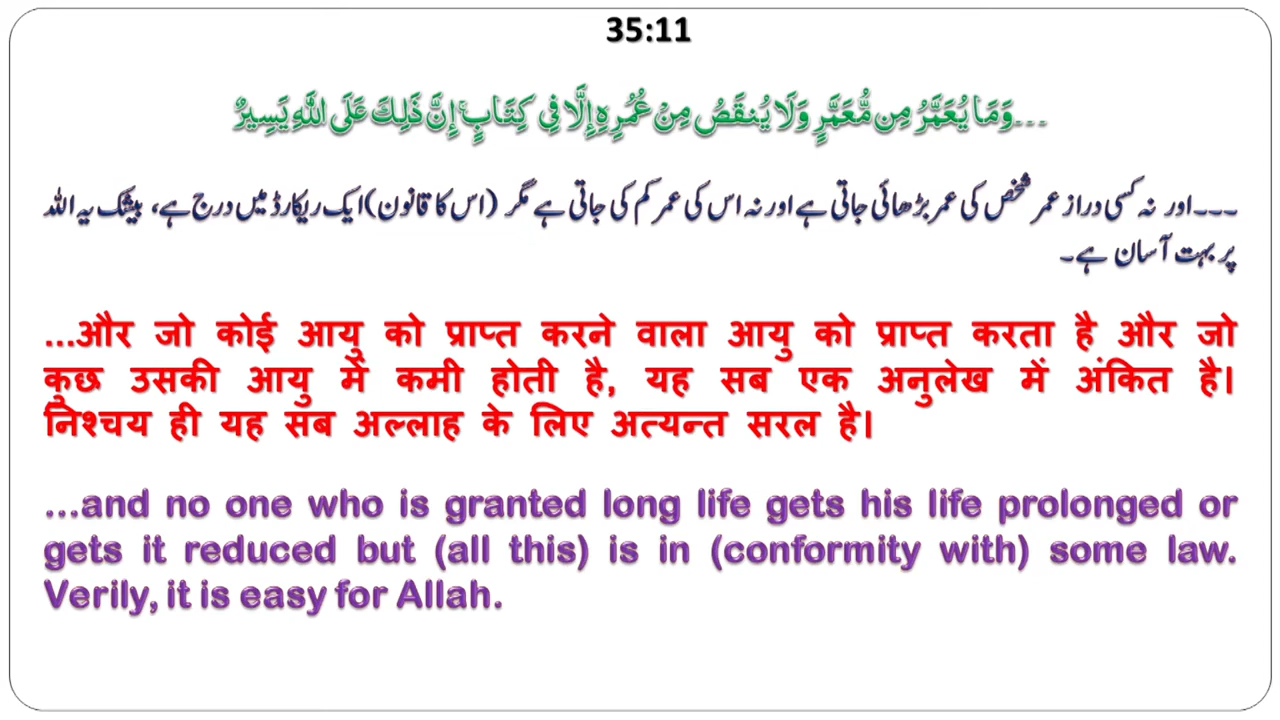 35:11
...وَمَا يُعَمَّرُ مِن مُّعَمَّرٍ وَلَا يُنقَصُ مِنْ عُمُرِهِ إِلَّا فِي كِتَابٍ ۚ إِنَّ ذَٰلِكَ عَلَى اللَّهِ يَسِيرٌ
۔۔۔اور نہ کسی دراز عمر شخص کی عمر بڑھائی جاتی ہے اور نہ اس کی عمر کم کی جاتی ہے مگر (اس کا قانون) ایک ریکارڈ میں درج ہے، بیشک یہ اللہ
پر بہت آسان ہے۔
...और जो कोई आयु को प्राप्त करने वाला आयु को प्राप्त करता है और जो
कुछ उसकी आयु में कमी होती है, यह सब एक अनुलेख में अंकित है।
निश्चय ही यह सब अल्लाह के लिए अत्यन्त सरल है।
...and no one who is granted long life gets his life prolonged or
gets it reduced but (all this) is in (conformity with) some law.
Verily, it is easy for Allah.